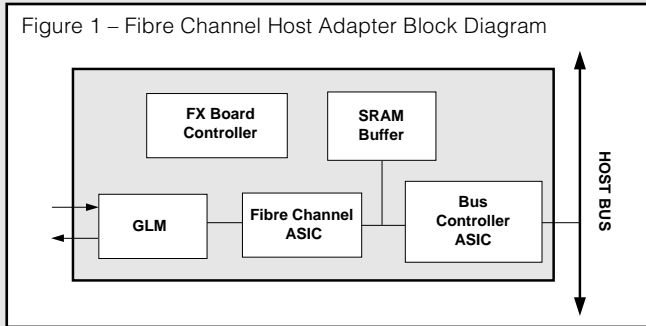 Figure 1 – Fibre Channel Host Adapter Block Diagram
FX Board
Controller
SRAM
Buffer
GLM
Fibre Channel
ASIC
Bus
Controller
ASIC
HOST BUS